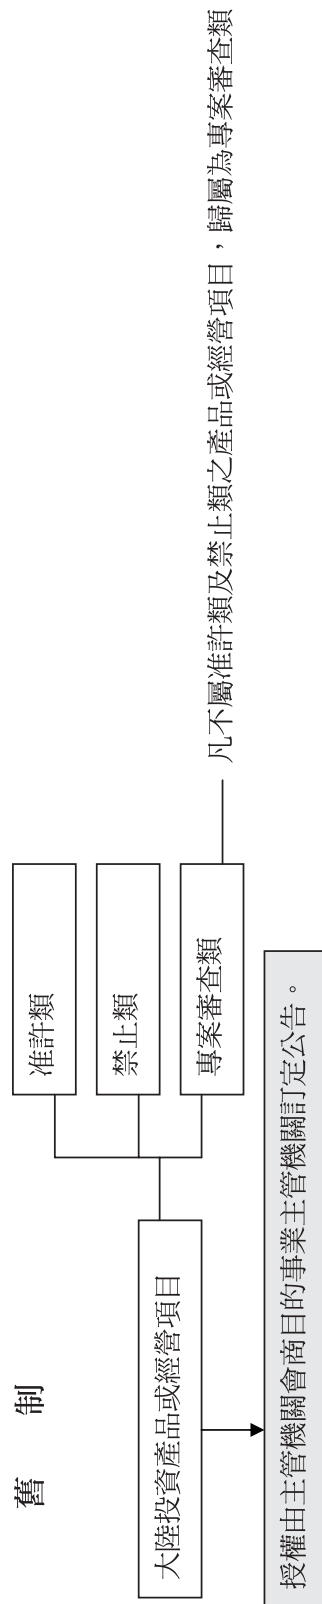 舊 制
大陸投資產品或經營項目
准許類
禁止類
專案審查類
凡不屬准許類及禁止類之產品或經營項目，歸屬為專案審查類
授權由主管機關會商目的事業主管機關訂定公告。